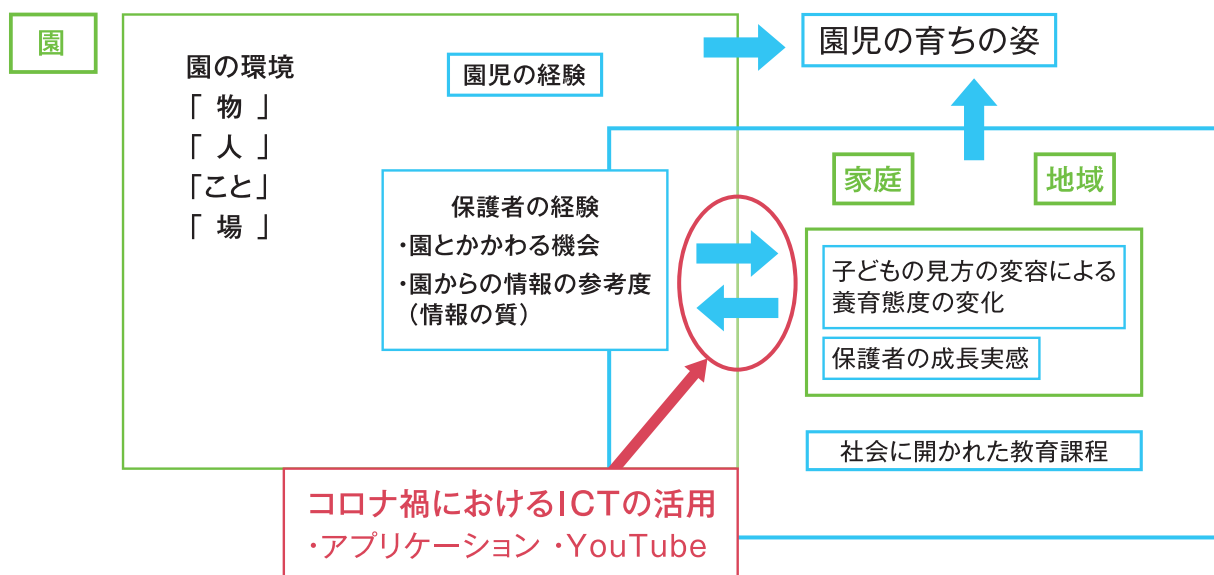 園
園の環境
「 物 」
「 人 」
「こと」
「 場 」
園児の経験
園児の育ちの姿
保護者の経験
・園とかかわる機会
・園からの情報の参考度
（情報の質）
家庭
地域
子どもの見方の変容による
養育態度の変化
保護者の成長実感
社会に開かれた教育課程
コロナ禍におけるICTの活用
・アプリケーション ・YouTube